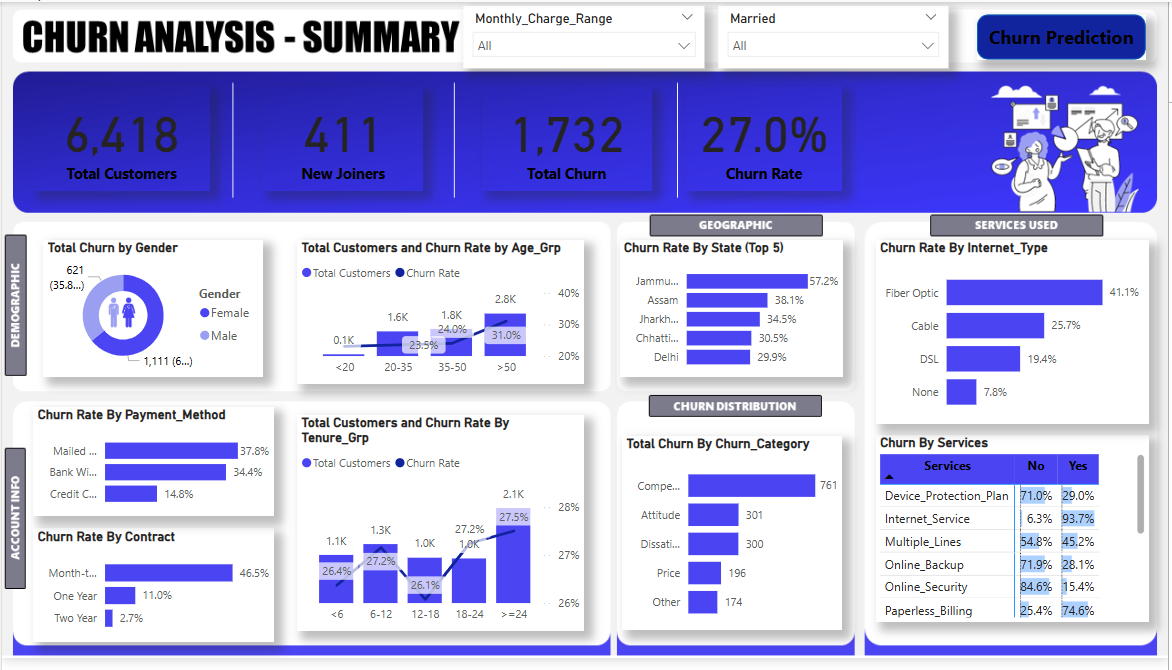 CHURN ANALYSIS - SUMMARY
Monthly_Charge_Range
All
Married
All
Churn Prediction
6,418
Total Customers
411
New Joiners
1,732
Total Churn
27.0%
Churn Rate
DEMOGRAPHIC
Total Churn by Gender
621
(35.8...)
1,111 (6...)
Gender
Female
Male
Total Customers and Churn Rate by Age_Grp
Total Customers
Churn Rate
0.1K
1.6K
1.8K
2.8K
23.5%
24.0%
31.0%
40%
30%
20%
<20
20-35
35-50
>50
GEOGRAPHIC
Churn Rate By State (Top 5)
Jammu... 57.2%
Assam 38.1%
Jharkh... 34.5%
Chhatti... 30.5%
Delhi 29.9%
SERVICES USED
Churn Rate By Internet_Type
Fiber Optic 41.1%
Cable 25.7%
DSL 19.4%
None 7.8%
ACCOUNT INFO
Churn Rate By Payment_Method
Mailed ... 37.8%
Bank Wi... 34.4%
Credit C... 14.8%
Churn Rate By Contract
Month-t... 46.5%
One Year 11.0%
Two Year 2.7%
Total Customers and Churn Rate By
Tenure_Grp
Total Customers
Churn Rate
1.1K
1.3K
1.0K
1.0K
2.1K
26.4%
27.2%
26.1%
27.2%
27.5%
28%
27%
26%
<6
6-12
12-18
18-24
>=24
CHURN DISTRIBUTION
Total Churn By Churn_Category
Compe... 761
Attitude 301
Dissati... 300
Price 196
Other 174
Churn By Services
Services No Yes
Device_Protection_Plan 71.0% 29.0%
Internet_Service 6.3% 93.7%
Multiple_Lines 54.8% 45.2%
Online_Backup 71.9% 28.1%
Online_Security 84.6% 15.4%
Paperless_Billing 25.4% 74.6%